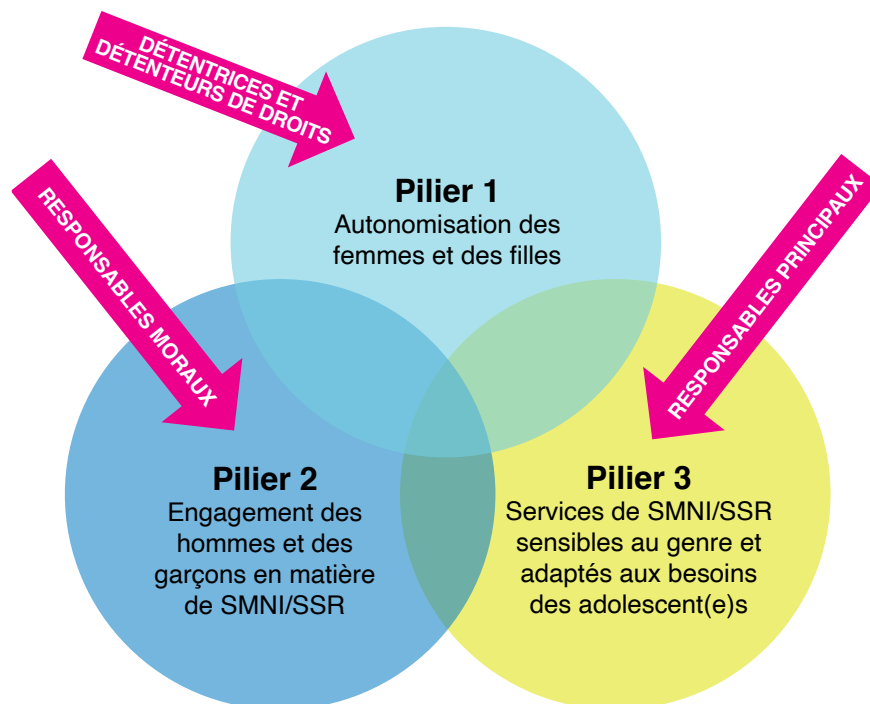 DÉTENTRICES ET
DÉTENTEURS DE DROITS
RESPONSABLES MORAUX
RESPONSABLES PRINCIPAUX
Pilier 1
Autonomisation des
femmes et des filles
Pilier 2
Engagement des
hommes et des
garçons en matière
de SMNI/SSR
Pilier 3
Services de SMNI/SSR
sensibles au genre et
adaptés aux besoins
des adolescent(e)s